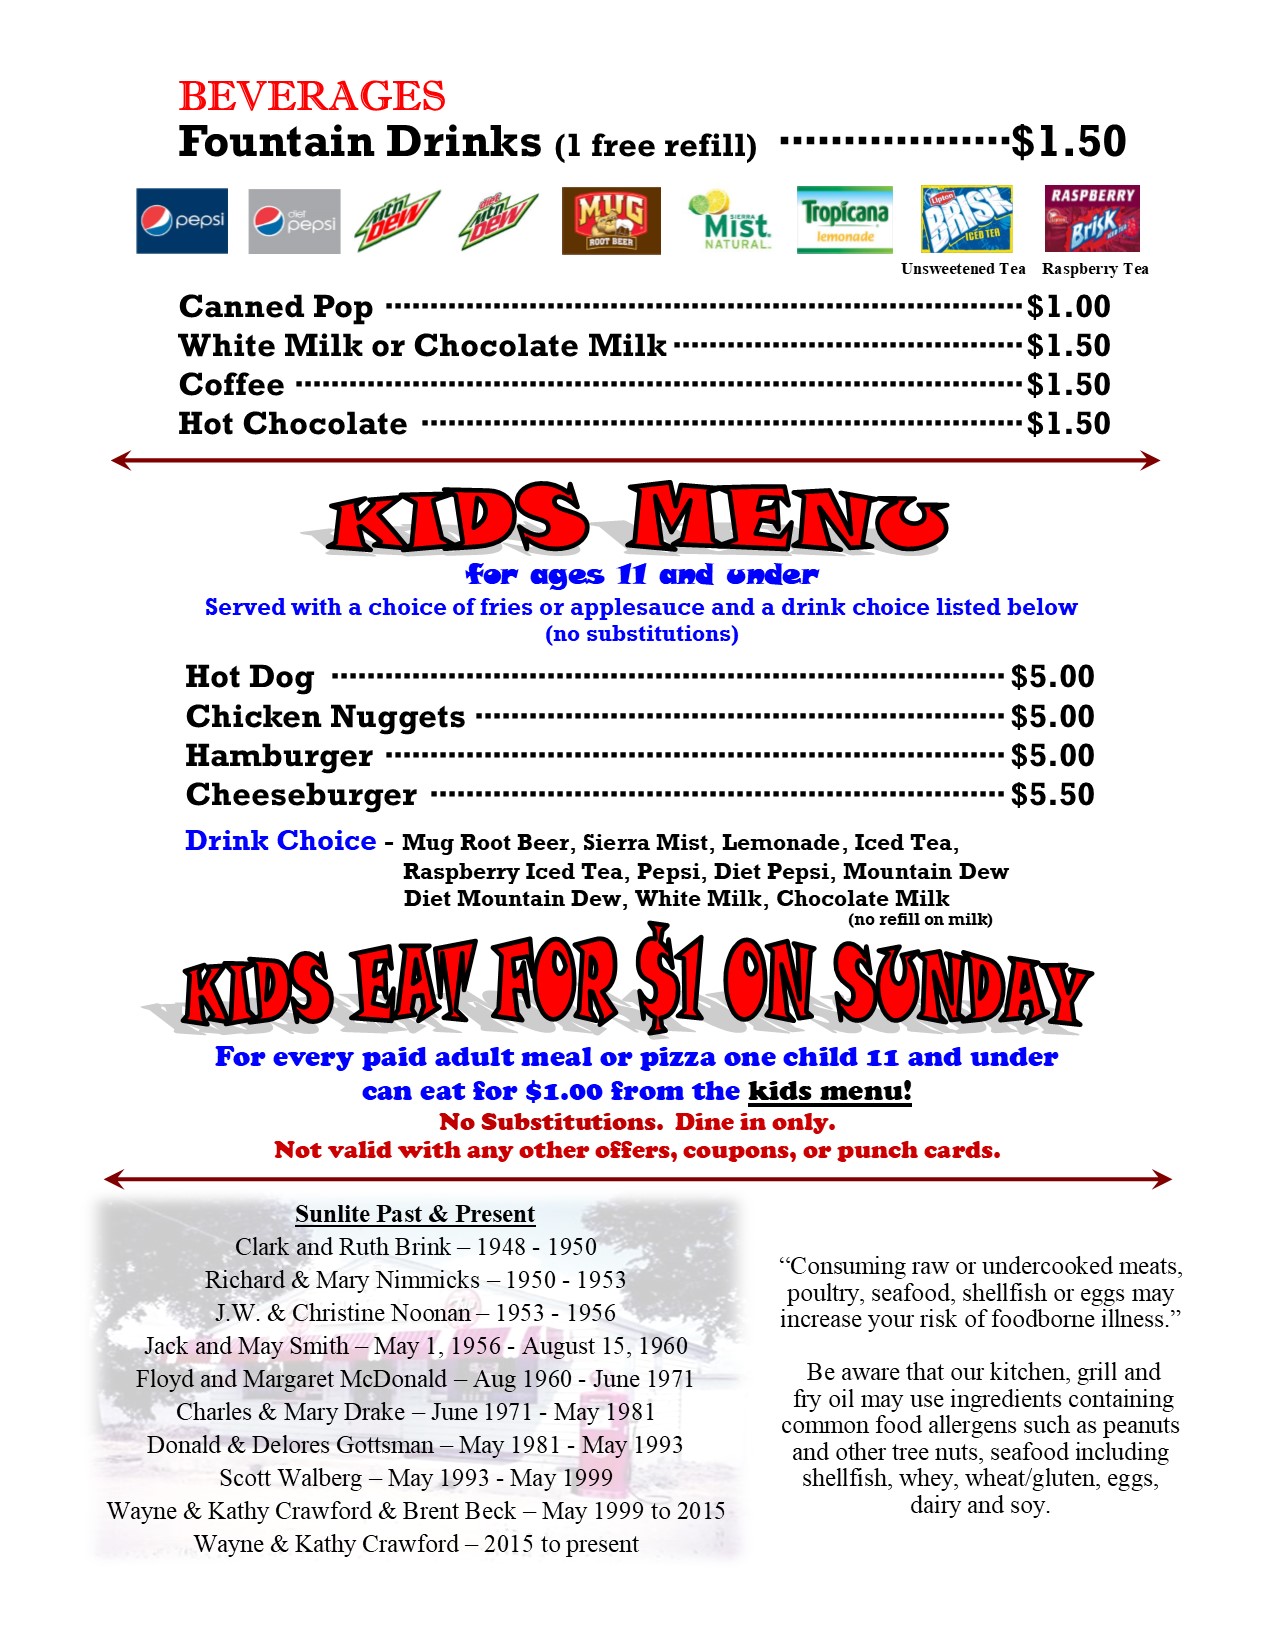 BEVERAGES
Fountain Drinks (1 free refill) $1.50
pepsi diet pepsi Mtn DEW diet Mtn DEW MUG ROOT BEER SIERRA MiST. NATURAL Tropicana lemonade Lipton BRISK ICED TEA RASPBERRY BRISK
Unsweetened Tea Raspberry Tea
Canned Pop $1.00
White Milk or Chocolate Milk $1.50
Coffee $1.50
Hot Chocolate $1.50
KIDS MENU
for ages 11 and under
Served with a choice of fries or applesauce and a drink choice listed below
(no substitutions)
Hot Dog $5.00
Chicken Nuggets $5.00
Hamburger $5.00
Cheeseburger $5.50
Drink Choice - Mug Root Beer, Sierra Mist, Lemonade, Iced Tea,
Raspberry Iced Tea, Pepsi, Diet Pepsi, Mountain Dew
Diet Mountain Dew, White Milk, Chocolate Milk
(no refill on milk)
KIDS EAT FOR $1 ON SUNDAY
For every paid adult meal or pizza one child 11 and under
can eat for $1.00 from the kids menu!
No Substitutions. Dine in only.
Not valid with any other offers, coupons, or punch cards.
Sunlite Past & Present
Clark and Ruth Brink – 1948 - 1950
Richard & Mary Nimmicks – 1950 - 1953
J.W. & Christine Noonan – 1953 - 1956
Jack and May Smith – May 1, 1956 - August 15, 1960
Floyd and Margaret McDonald – Aug 1960 - June 1971
Charles & Mary Drake – June 1971 - May 1981
Donald & Delores Gottsman – May 1981 - May 1993
Scott Walberg – May 1993 - May 1999
Wayne & Kathy Crawford & Brent Beck – May 1999 to 2015
Wayne & Kathy Crawford – 2015 to present
“Consuming raw or undercooked meats,
poultry, seafood, shellfish or eggs may
increase your risk of foodborne illness.”
Be aware that our kitchen, grill and
fry oil may use ingredients containing
common food allergens such as peanuts
and other tree nuts, seafood including
shellfish, whey, wheat/gluten, eggs,
dairy and soy.